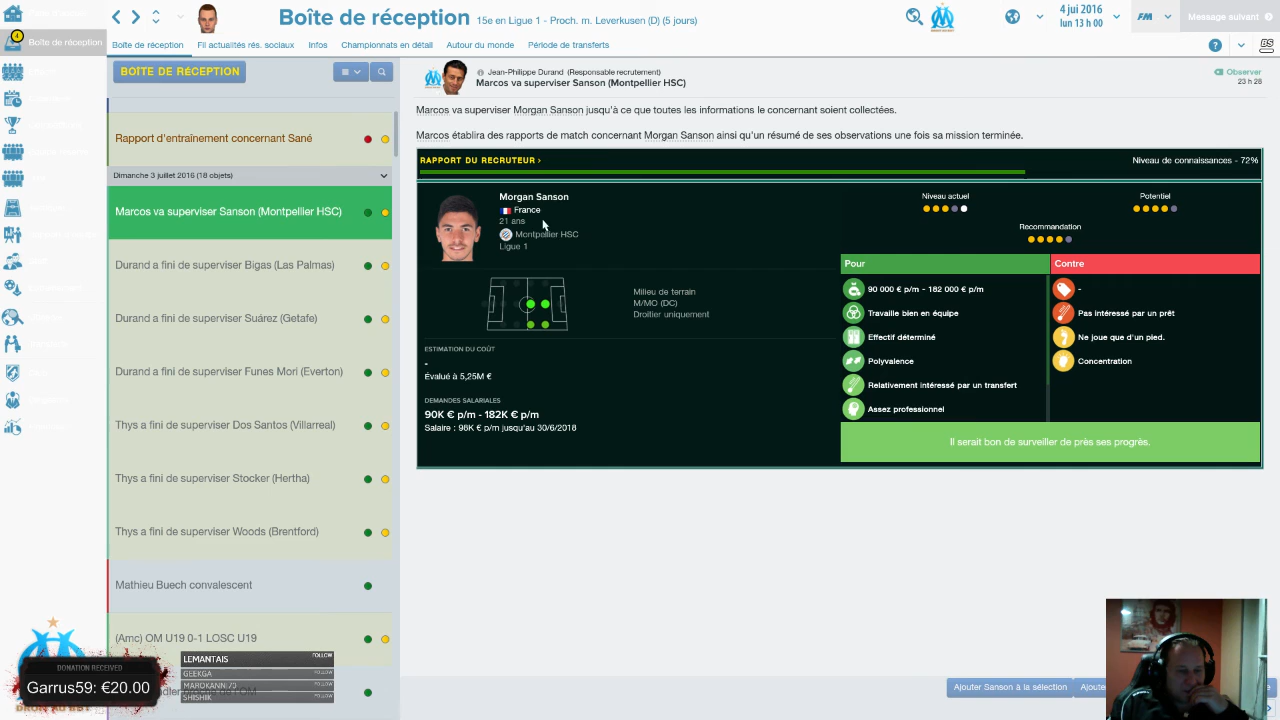 Boîte de réception
15e en Ligue 1 - Proch. m. Leverkusen (D) (5 jours)
4 jui 2016
lun 13 h 00
FM
Message suivant
4
Boîte de réception
Boîte de réception
Fil actualités rés. sociaux
Infos
Championnats en détail
Autour du monde
Période de transferts
?
BOÎTE DE RÉCEPTION
Rapport d'entraînement concernant Sané
Dimanche 3 juillet 2016 (18 objets)
Marcos va superviser Sanson (Montpellier HSC)
Durand a fini de superviser Bigas (Las Palmas)
Durand a fini de superviser Suárez (Getafe)
Durand a fini de superviser Funes Mori (Everton)
Thys a fini de superviser Dos Santos (Villarreal)
Thys a fini de superviser Stocker (Hertha)
Thys a fini de superviser Woods (Brentford)
Mathieu Buech convalescent
(Amc) OM U19 0-1 LOSC U19
Jean-Philippe Durand (Responsable recrutement)
Marcos va superviser Sanson (Montpellier HSC)
Observer
23 h 28
Marcos va superviser Morgan Sanson jusqu'à ce que toutes les informations le concernant soient collectées.
Marcos établira des rapports de match concernant Morgan Sanson ainsi qu'un résumé de ses observations une fois sa mission terminée.
RAPPORT DU RECRUTEUR ›
Niveau de connaissances - 72%
Morgan Sanson
France
21 ans
Montpellier HSC
Ligue 1
Niveau actuel
Potentiel
Recommandation
Milieu de terrain
M/MO (DC)
Droitier uniquement
ESTIMATION DU COÛT
-
Évalué à 5,25M €
DEMANDES SALARIALES
90K € p/m - 182K € p/m
Salaire : 98K € p/m jusqu'au 30/6/2018
Pour
90 000 € p/m - 182 000 € p/m
Travaille bien en équipe
Effectif déterminé
Polyvalence
Relativement intéressé par un transfert
Assez professionnel
Contre
-
Pas intéressé par un prêt
Ne joue que d'un pied.
Concentration
Il serait bon de surveiller de près ses progrès.
Ajouter Sanson à la sélection
Ajoute
DONATION RECEIVED
Garrus59: €20.00
LEMANTAIS FOLLOW
GEEKGA FOLLOW
MAROKANN70 FOLLOW
SHISHIK FOLLOW